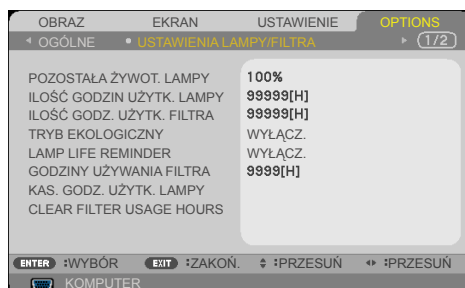 OBRAZ EKRAN USTAWIENIE OPTIONS
OGÓLNE • USTAWIENIA LAMPY/FILTRA (1/2)
POZOSTAŁA ŻYWOT. LAMPY 100%
ILOŚĆ GODZIN UŻYTK. LAMPY 99999[H]
ILOŚĆ GODZ. UŻYTK. FILTRA 99999[H]
TRYB EKOLOGICZNY WYŁĄCZ.
LAMP LIFE REMINDER WYŁĄCZ.
GODZINY UŻYWANIA FILTRA 9999[H]
KAS. GODZ. UŻYTK. LAMPY
CLEAR FILTER USAGE HOURS
ENTER :WYBÓR EXIT :ZAKOŃ. :PRZESUŃ :PRZESUŃ
KOMPUTER